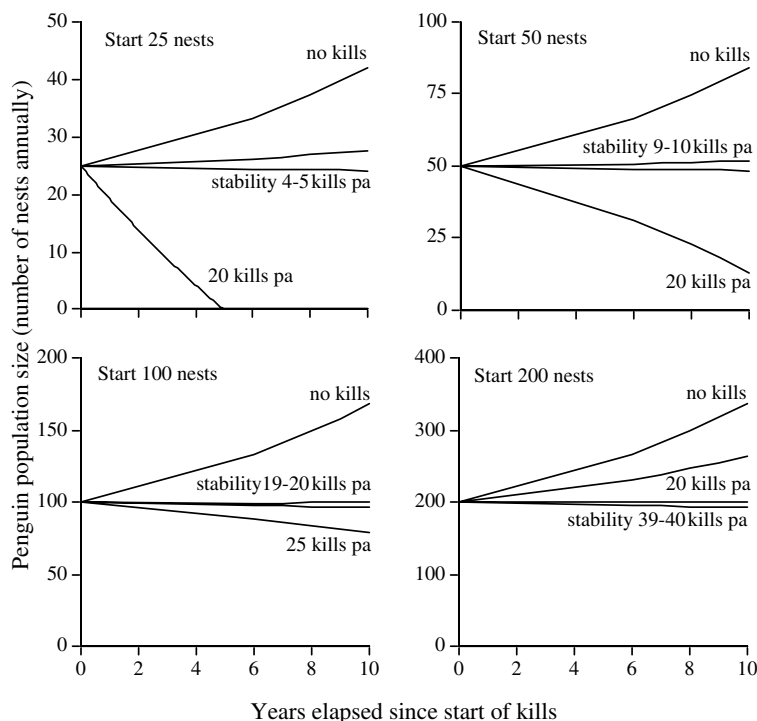 Penguin population size (number of nests annually)
50
40
30
20
10
0
Start 25 nests
no kills
stability 4-5 kills pa
20 kills pa
100
75
50
25
0
Start 50 nests
no kills
stability 9-10 kills pa
20 kills pa
200
150
100
50
0
Start 100 nests
no kills
stability19-20 kills pa
25 kills pa
0 2 4 6 8 10
400
300
200
100
0
Start 200 nests
no kills
20 kills pa
stability 39-40 kills pa
0 2 4 6 8 10
Years elapsed since start of kills